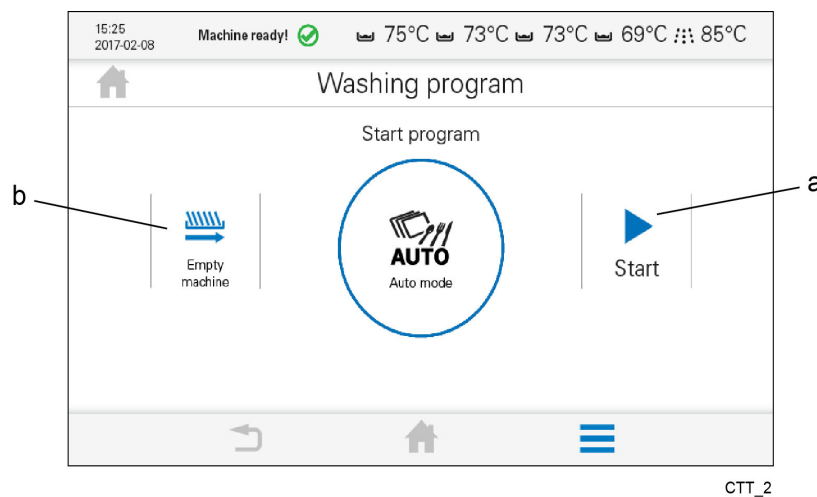 15:25
2017-02-08
Machine ready!
75°C 73°C 73°C 69°C 85°C
Washing program
Start program
b
a
AUTO
Auto mode
Empty
machine
Start
CTT_2